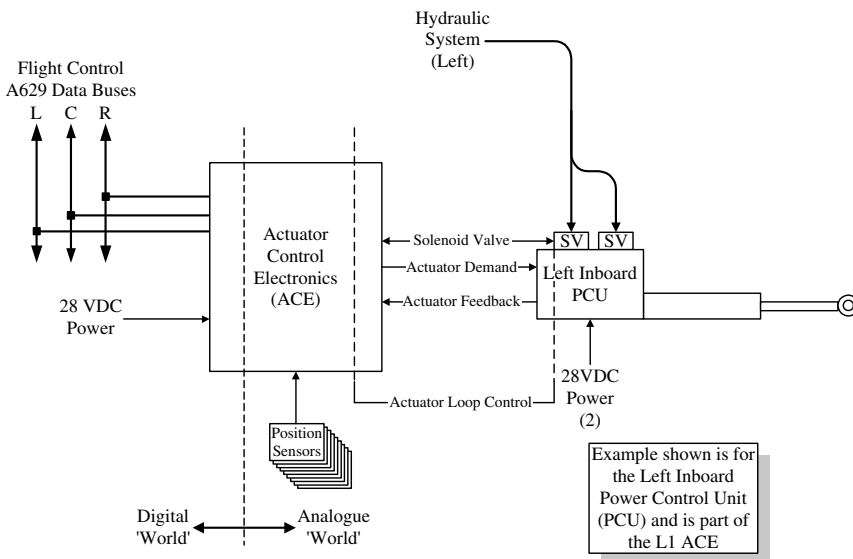 Hydraulic
System
(Left)
Flight Control
A629 Data Buses
L C R
Actuator
Control
Electronics
(ACE)
Solenoid Valve
SV SV
Actuator Demand
Left Inboard
PCU
Actuator Feedback
28 VDC
Power
Actuator Loop Control
28VDC
Power
(2)
Position
Sensors
Example shown is for
the Left Inboard
Power Control Unit
(PCU) and is part of
the L1 ACE
Digital
'World'
Analogue
'World'